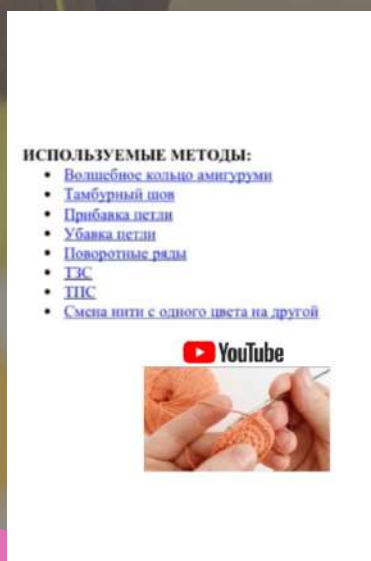 ИСПОЛЬЗУЕМЫЕ МЕТОДЫ:
• Волшебное кольцо амигуруми
• Тамбурный шов
• Прибавка петли
• Убавка петли
• Поворотные ряды
• ТЗС
• ТПС
• Смена нити с одного цвета на другой
YouTube